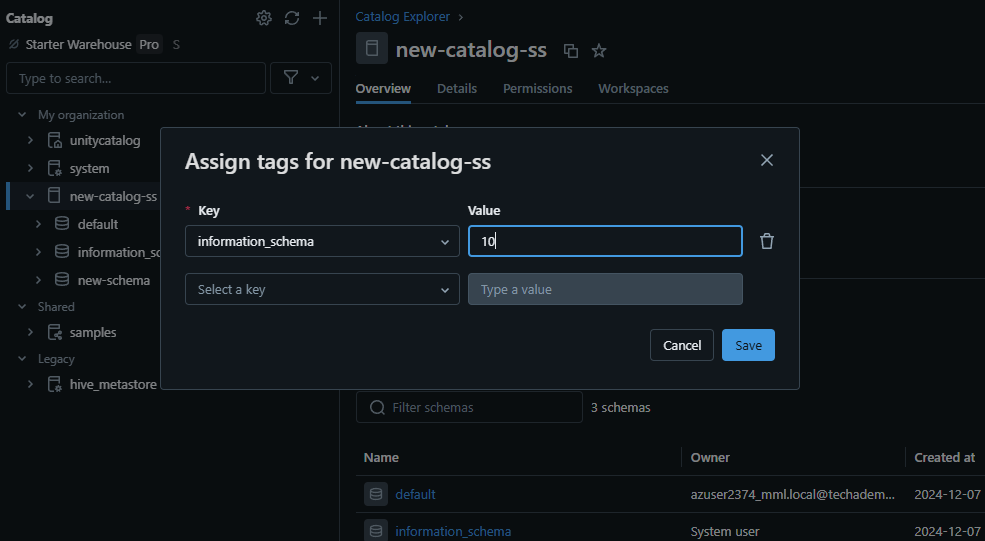 Catalog
Starter Warehouse Pro S
Type to search...
My organization
unitycatalog
system
new-catalog-ss
default
information_sc
new-schema
Shared
samples
Legacy
hive_metastore
Catalog Explorer
new-catalog-ss
Overview Details Permissions Workspaces
Assign tags for new-catalog-ss
* Key Value
information_schema 10
Select a key Type a value
Cancel Save
Filter schemas 3 schemas
Name Owner Created at
default azuser2374_mml.local@techadem... 2024-12-07
information_schema System user 2024-12-07